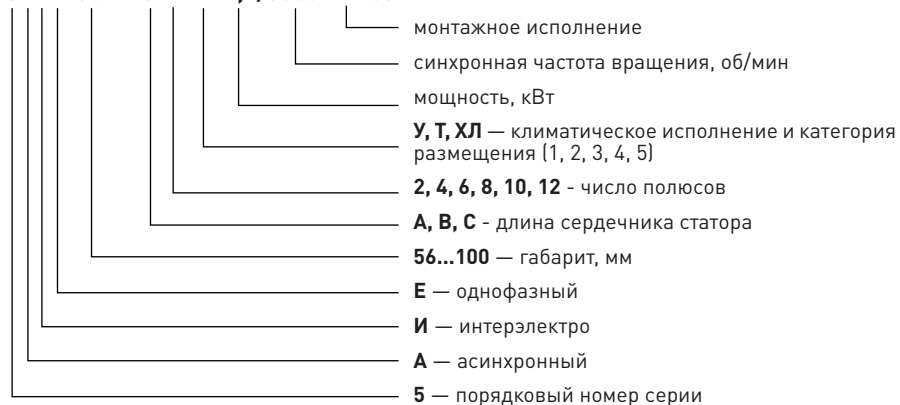 монтажное исполнение
синхронная частота вращения, об/мин
мощность, кВт
У, Т, ХЛ — климатическое исполнение и категория
размещения (1, 2, 3, 4, 5)
2, 4, 6, 8, 10, 12 - число полюсов
А, В, С - длина сердечника статора
56...100 — габарит, мм
Е — однофазный
И — интерэлектро
А — асинхронный
5 — порядковый номер серии